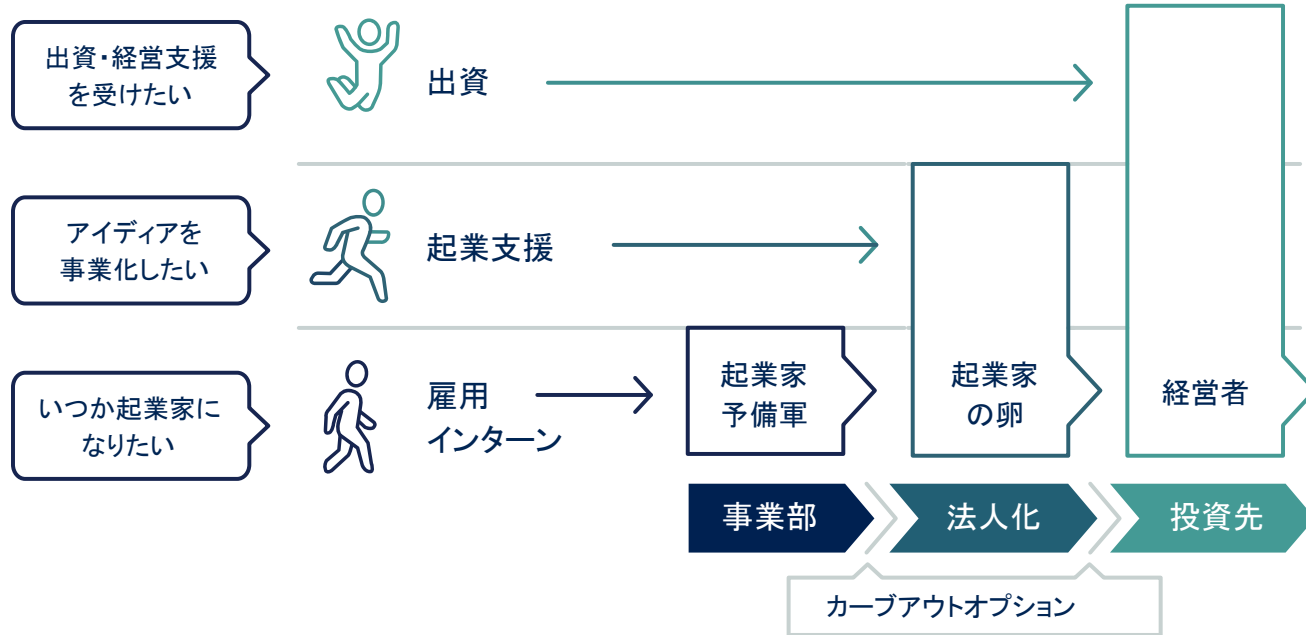 出資・経営支援
を受けたい
出資
アイディアを
事業化したい
起業支援
いつか起業家に
なりたい
雇用
インターン
起業家
予備軍
起業家
の卵
経営者
事業部
法人化
投資先
カーブアウトオプション